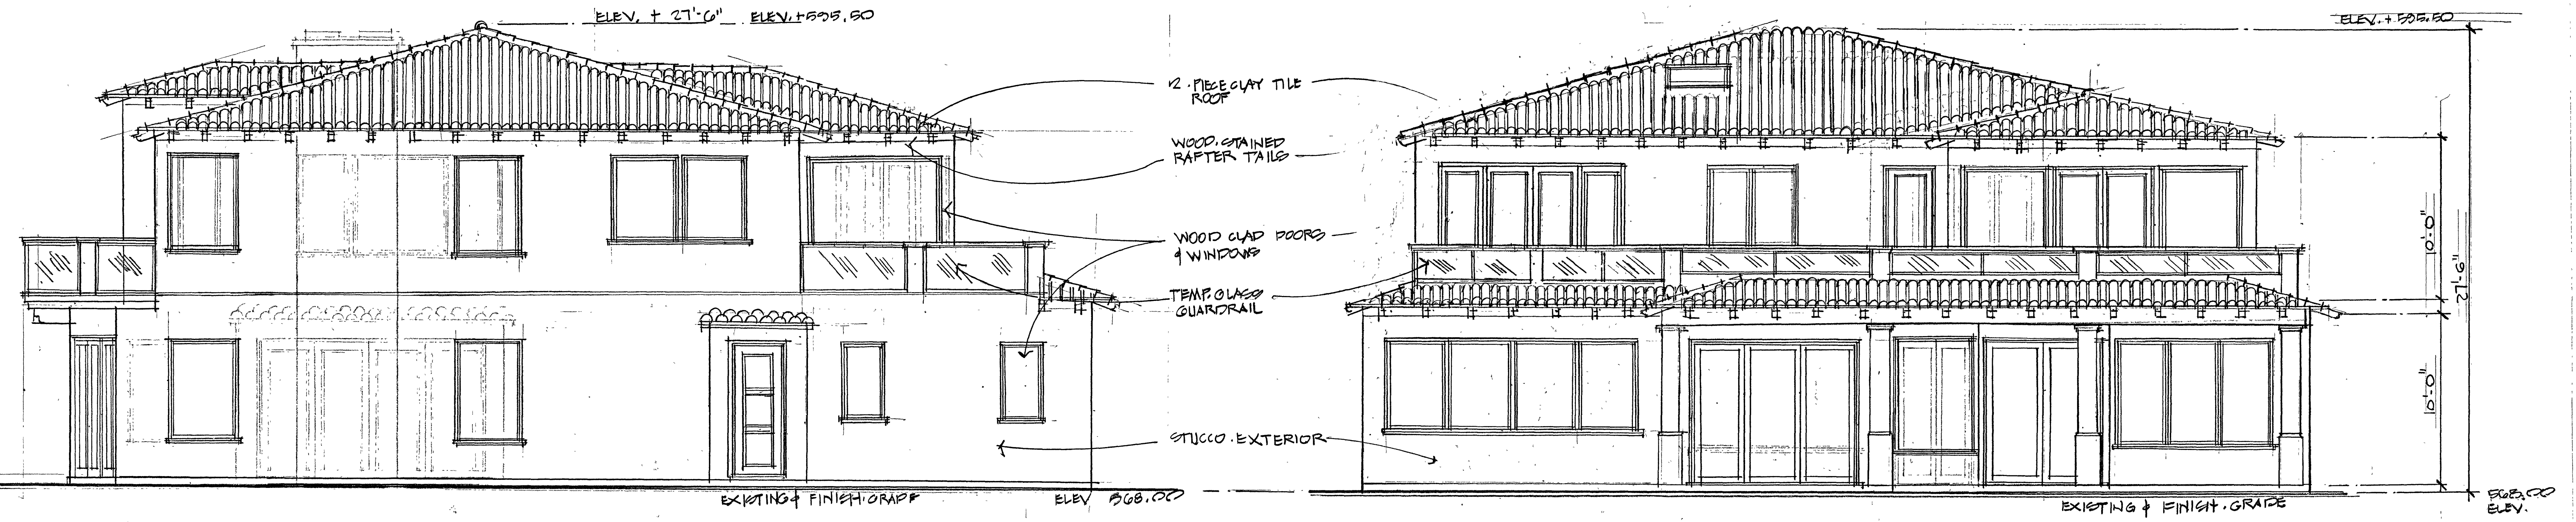 ELEV. + 27'-6" ELEV. +595.50
ELEV. + 595.50
2.PIECE CLAY TILE
ROOF
WOOD.STAINED
RAFTER TAILS
WOOD CLAD DOORS
& WINDOWS
TEMP.GLASS
GUARDRAIL
STUCCO.EXTERIOR
10'-0"
10'-0"
27'-6"
EXISTING & FINISH.GRADE
ELEV 568.00
EXISTING & FINISH.GRADE
568.00
ELEV.